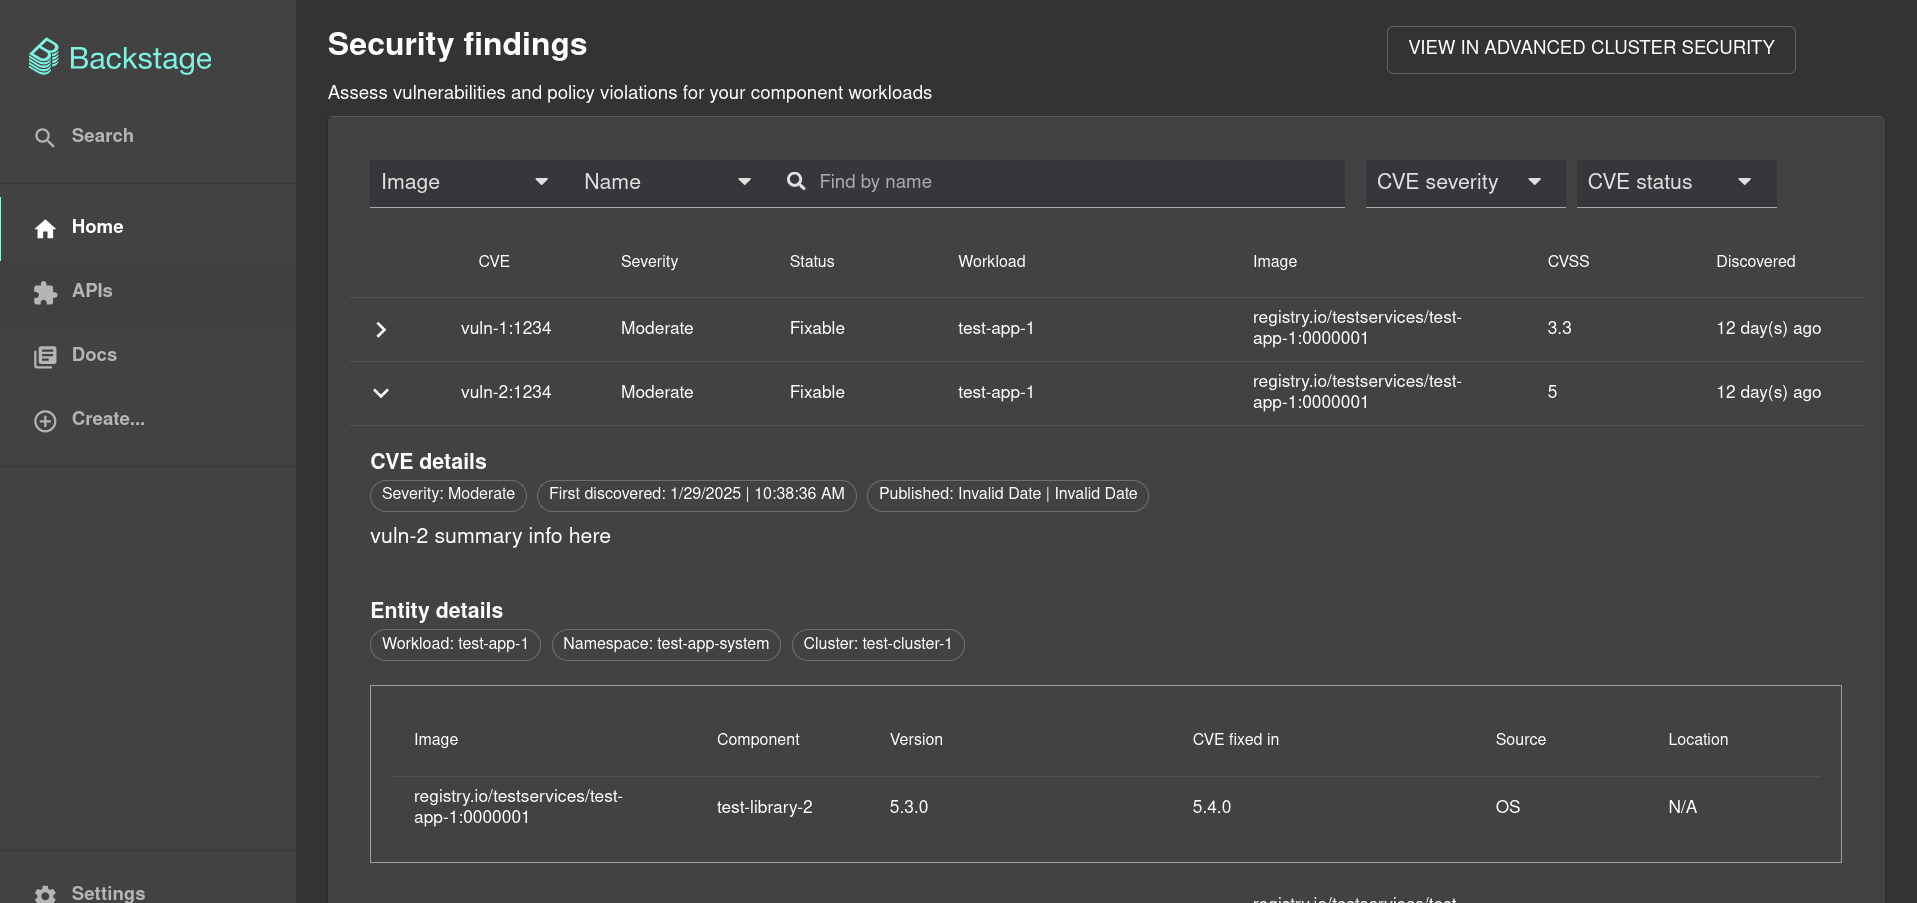 Backstage
Search
Home
APIs
Docs
Create...
Settings
Security findings
VIEW IN ADVANCED CLUSTER SECURITY
Assess vulnerabilities and policy violations for your component workloads
Image Name Find by name CVE severity CVE status
CVE Severity Status Workload Image CVSS Discovered
vuln-1:1234 Moderate Fixable test-app-1 registry.io/testservices/test- 3.3 12 day(s) ago
app-1:0000001
vuln-2:1234 Moderate Fixable test-app-1 registry.io/testservices/test- 5 12 day(s) ago
app-1:0000001
CVE details
Severity: Moderate First discovered: 1/29/2025 | 10:38:36 AM Published: Invalid Date | Invalid Date
vuln-2 summary info here
Entity details
Workload: test-app-1 Namespace: test-app-system Cluster: test-cluster-1
Image Component Version CVE fixed in Source Location
registry.io/testservices/test- test-library-2 5.3.0 5.4.0 OS N/A
app-1:0000001